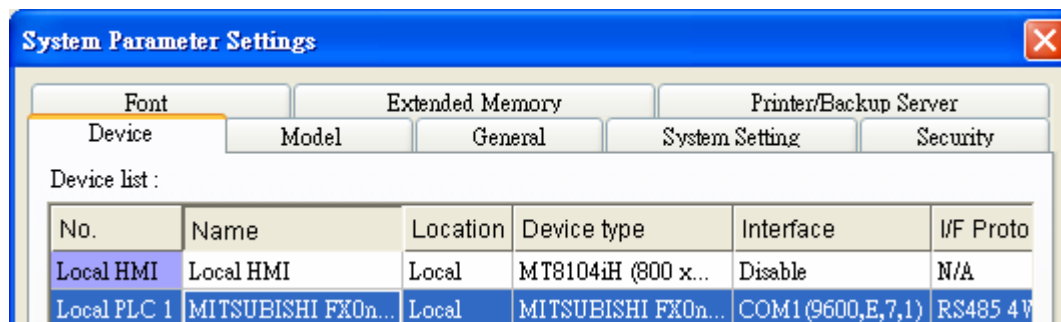 System Parameter Settings
Font Extended Memory Printer/Backup Server
Device Model General System Setting Security
Device list :
No. Name Location Device type Interface I/F Proto
Local HMI Local HMI Local MT8104iH (800 x... Disable N/A
Local PLC 1 MITSUBISHI FX0n... Local MITSUBISHI FX0n... COM1(9600,E,7,1) RS485 4W